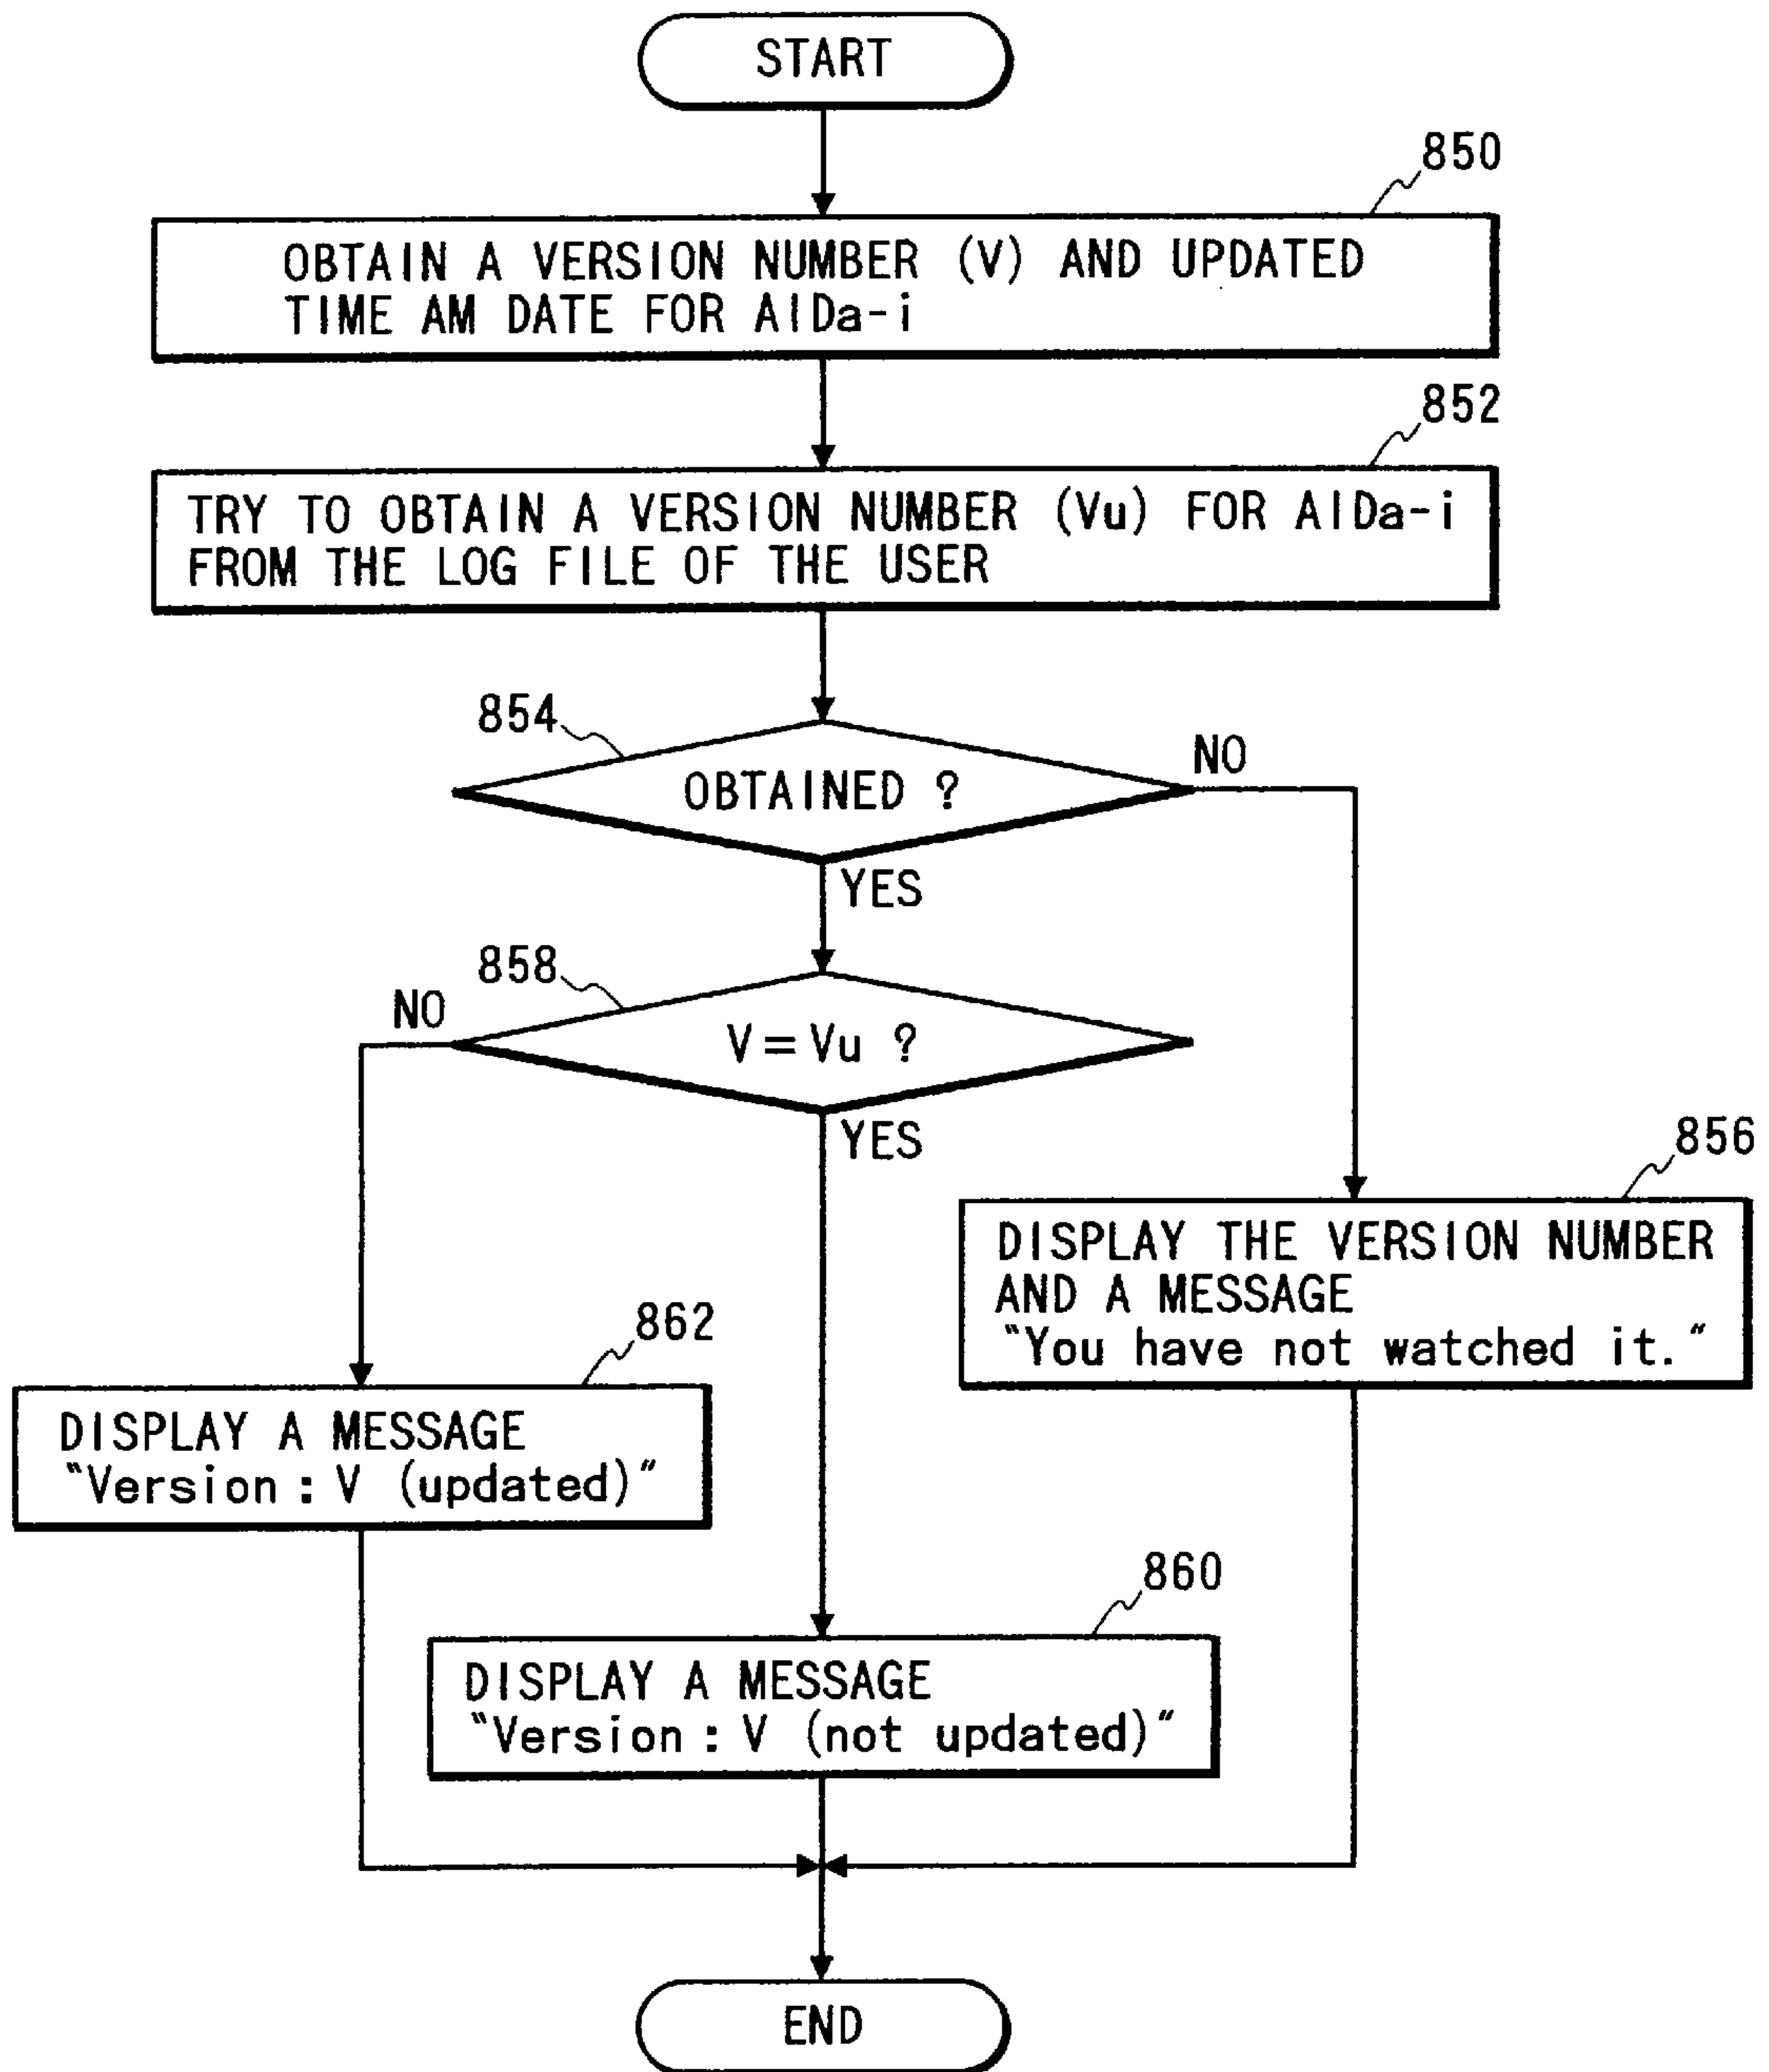 START
850
OBTAIN A VERSION NUMBER (V) AND UPDATED
TIME AM DATE FOR AIDa-i
852
TRY TO OBTAIN A VERSION NUMBER (Vu) FOR AIDa-i
FROM THE LOG FILE OF THE USER
854
OBTAINED ?
NO
YES
858
NO
V=Vu ?
YES
856
DISPLAY THE VERSION NUMBER
AND A MESSAGE
"You have not watched it."
862
DISPLAY A MESSAGE
"Version : V (updated)"
860
DISPLAY A MESSAGE
"Version : V (not updated)"
END